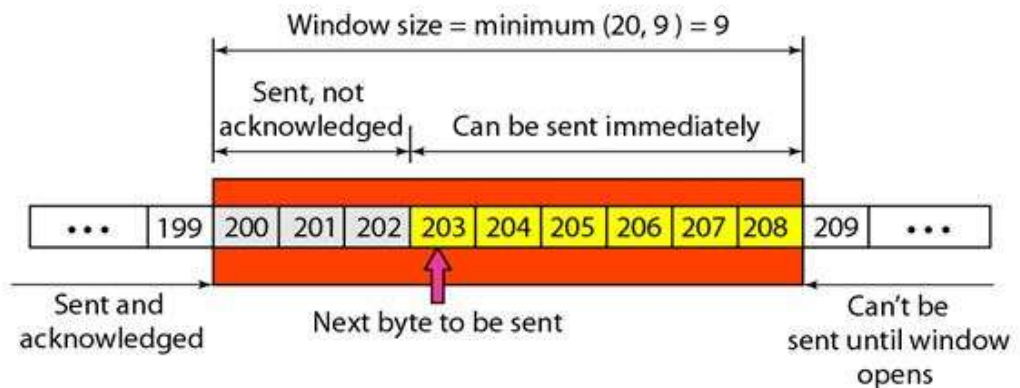 Window size = minimum (20, 9 ) = 9
Sent, not
acknowledged
Can be sent immediately
••• 199 200 201 202 203 204 205 206 207 208 209 •••
Sent and
acknowledged
Next byte to be sent
Can't be
sent until window
opens